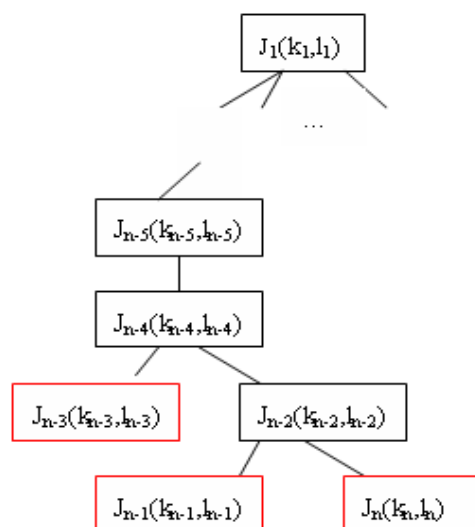 J₁(k₁,l₁)
...
Jₙ₋₅(kₙ₋₅,lₙ₋₅)
Jₙ₋₄(kₙ₋₄,lₙ₋₄)
Jₙ₋₃(kₙ₋₃,lₙ₋₃) Jₙ₋₂(kₙ₋₂,lₙ₋₂)
Jₙ₋₁(kₙ₋₁,lₙ₋₁) Jₙ(kₙ,lₙ)